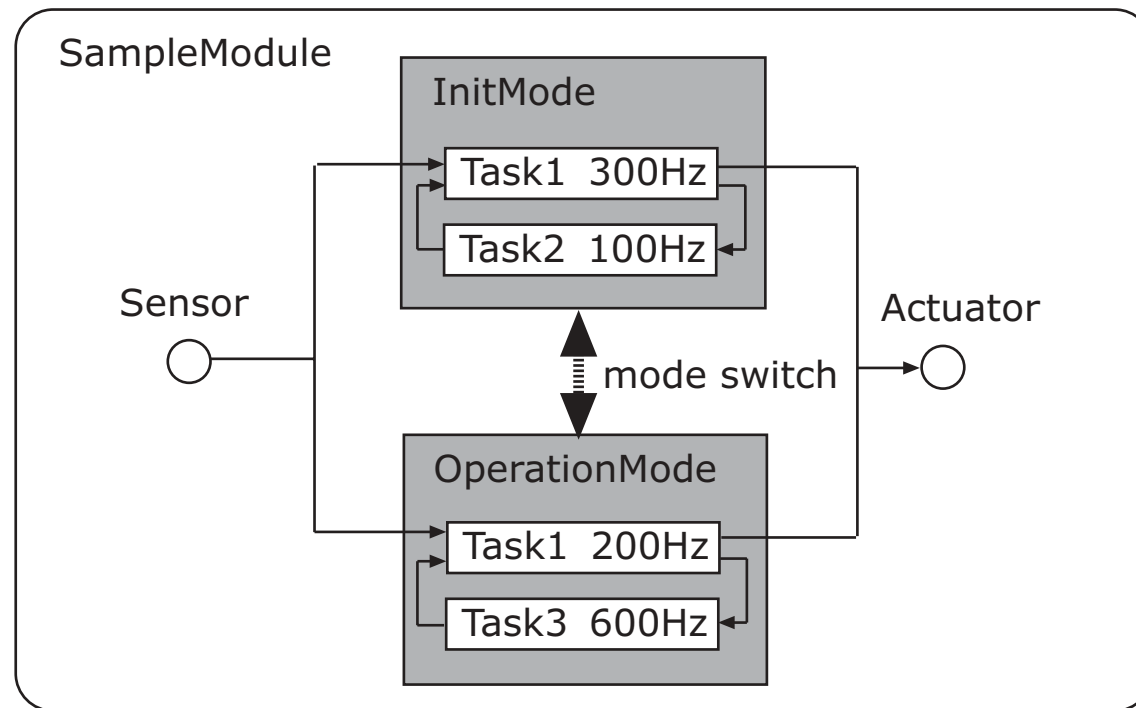 SampleModule
InitMode
Task1 300Hz
Task2 100Hz
Sensor
Actuator
mode switch
OperationMode
Task1 200Hz
Task3 600Hz